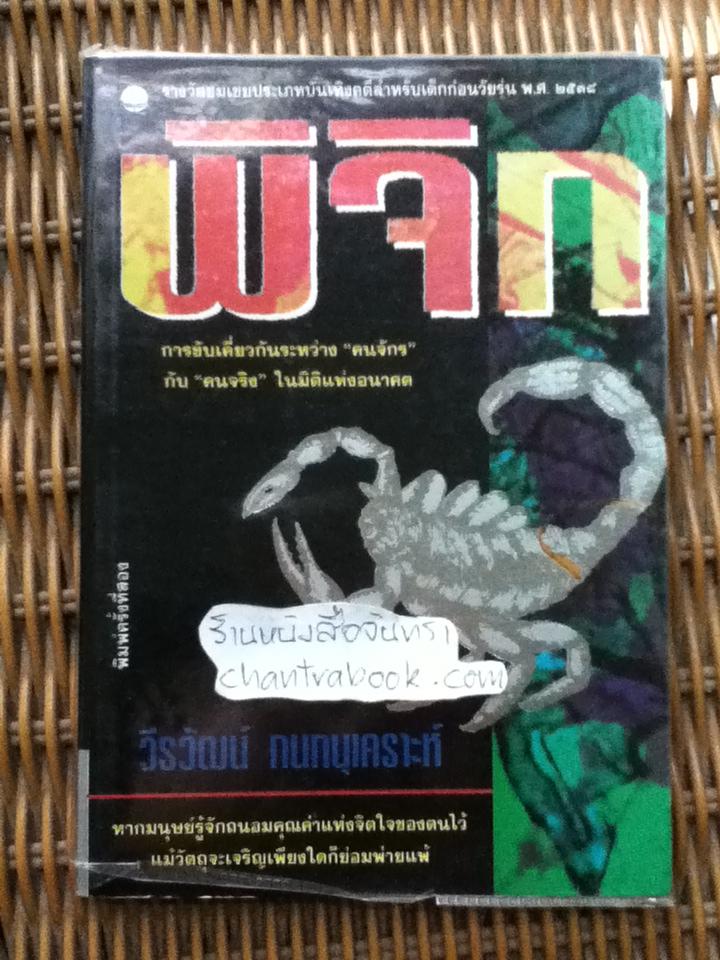 รางวัลชมเชยประเภทบันเทิงคดีสำหรับเด็กก่อนวัยรุ่น พ.ศ. ๒๕๓๘
พิจิก
การขับเคี่ยวกันระหว่าง "คนจักร"
กับ "คนจริง" ในมิติแห่งอนาคต
พิมพ์ครั้งที่สอง
ร้านหนังสือจันทรา
chantrabook.com
วีรวัฒน์ กนกนุเคราะห์
หากมนุษย์รู้จักถนอมคุณค่าแห่งจิตใจของตนไว้
แม้วัตถุจะเจริญเพียงใดก็ย่อมพ่ายแพ้